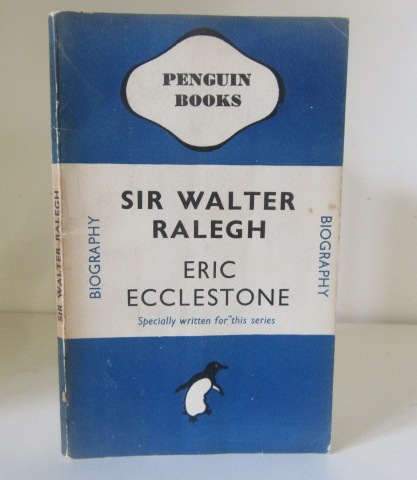 PENGUIN
BOOKS
SIR WALTER
RALEGH
ERIC
ECCLESTONE
Specially written for this series
BIOGRAPHY
BIOGRAPHY
SIR WALTER RALEGH